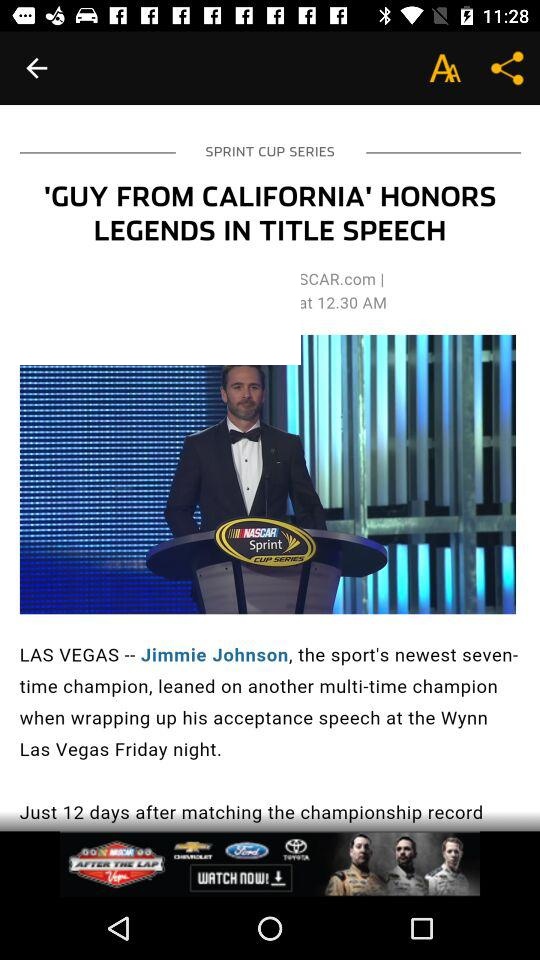 11:28
SPRINT CUP SERIES
'GUY FROM CALIFORNIA' HONORS
LEGENDS IN TITLE SPEECH
SCAR.com |
at 12.30 AM
NASCAR
Sprint
CUP SERIES
LAS VEGAS -- Jimmie Johnson, the sport's newest seven-
time champion, leaned on another multi-time champion
when wrapping up his acceptance speech at the Wynn
Las Vegas Friday night.
Just 12 days after matching the championship record
NASCAR
AFTER THE LAP
Vegas
CHEVROLET
Ford
TOYOTA
WATCH NOW!